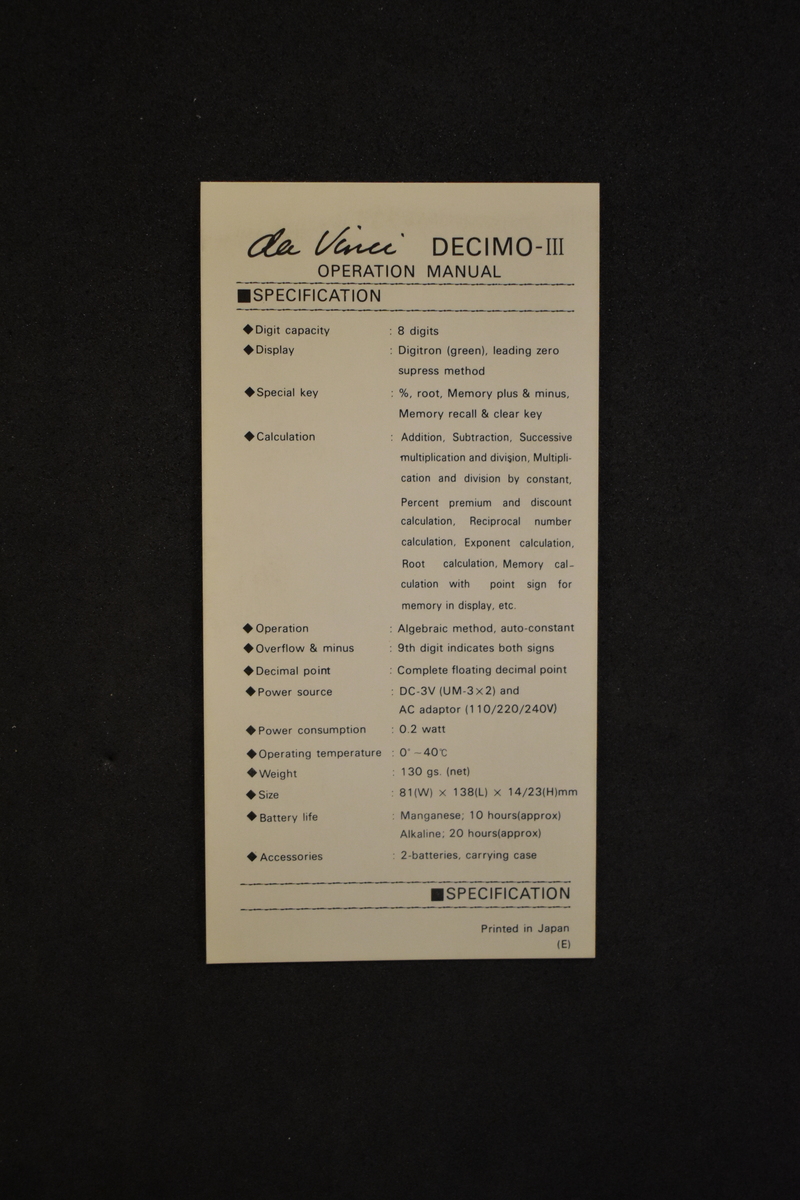 da Vinci DECIMO-III
OPERATION MANUAL
■SPECIFICATION
◆Digit capacity : 8 digits
◆Display : Digitron (green), leading zero
supress method
◆Special key : %, root, Memory plus & minus,
Memory recall & clear key
◆Calculation : Addition, Subtraction, Successive
multiplication and division, Multipli-
cation and division by constant,
Percent premium and discount
calculation, Reciprocal number
calculation, Exponent calculation,
Root calculation, Memory cal-
culation with point sign for
memory in display, etc.
◆Operation : Algebraic method, auto-constant
◆Overflow & minus : 9th digit indicates both signs
◆Decimal point : Complete floating decimal point
◆Power source : DC-3V (UM-3×2) and
AC adaptor (110/220/240V)
◆Power consumption : 0.2 watt
◆Operating temperature : 0° – 40℃
◆Weight : 130 gs. (net)
◆Size : 81(W) × 138(L) × 14/23(H)mm
◆Battery life : Manganese; 10 hours(approx)
Alkaline; 20 hours(approx)
◆Accessories : 2-batteries, carrying case
■SPECIFICATION
Printed in Japan
(E)